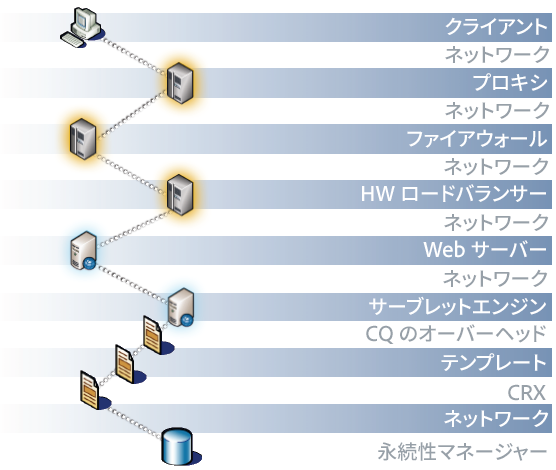 クライアント
ネットワーク
プロキシ
ネットワーク
ファイアウォール
ネットワーク
HW ロードバランサー
ネットワーク
Web サーバー
ネットワーク
サーブレットエンジン
CQ のオーバーヘッド
テンプレート
CRX
ネットワーク
永続性マネージャー